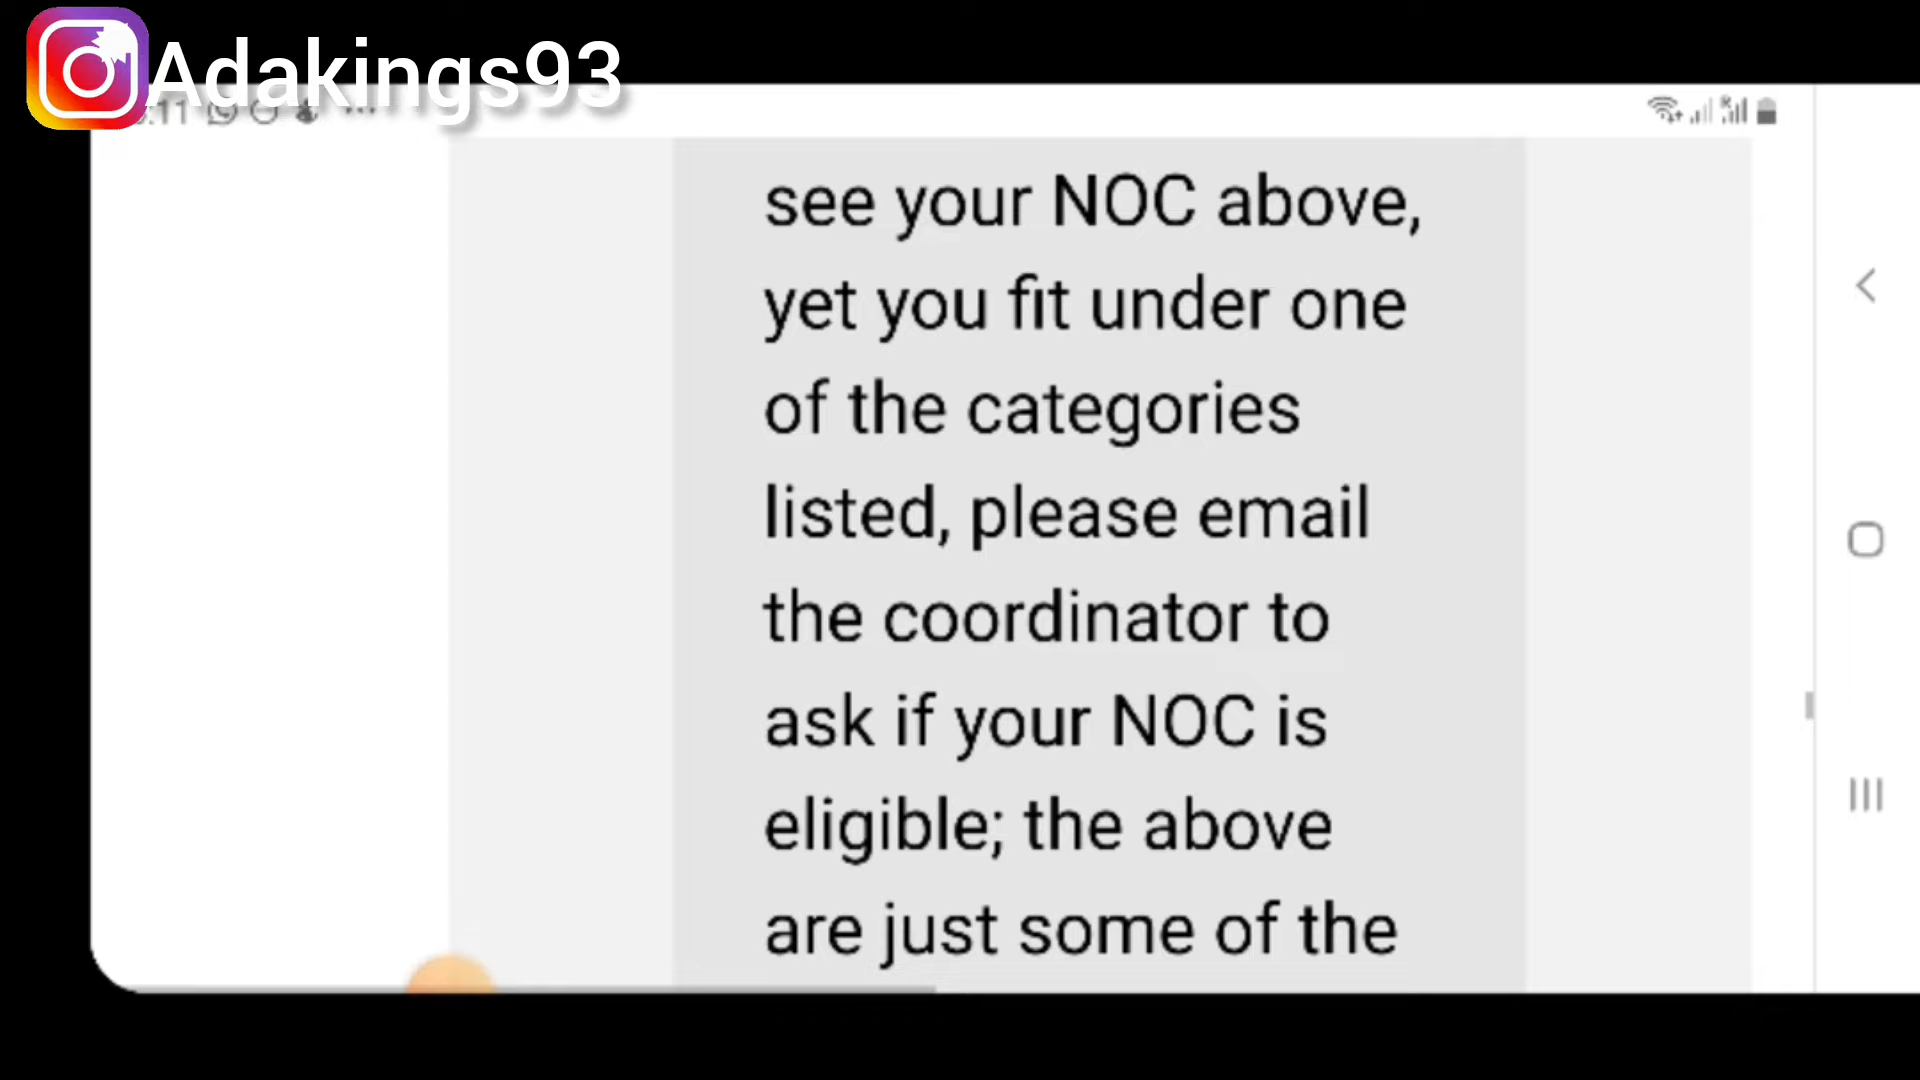 Adakings93
:11
see your NOC above,
yet you fit under one
of the categories
listed, please email
the coordinator to
ask if your NOC is
eligible; the above
are just some of the